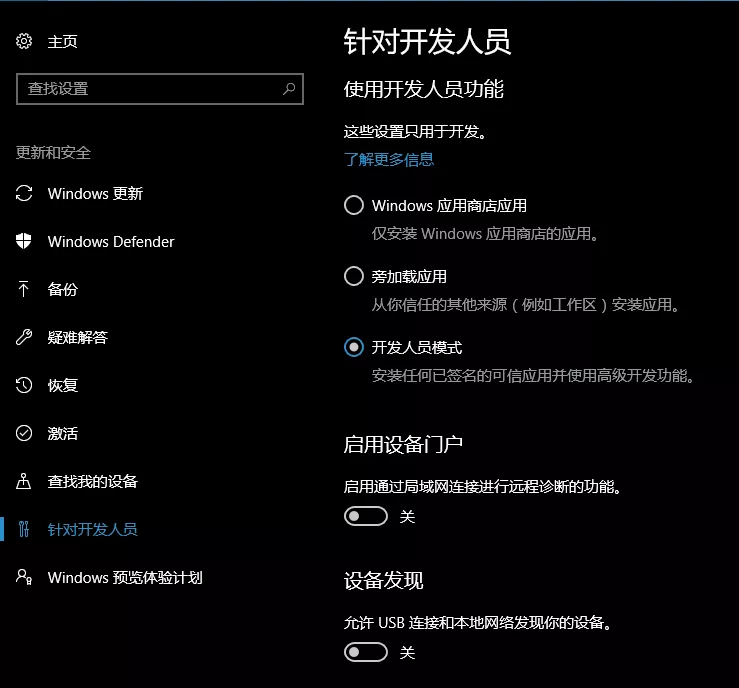 主页
查找设置
更新和安全
Windows 更新
Windows Defender
备份
疑难解答
恢复
激活
查找我的设备
针对开发人员
Windows 预览体验计划
针对开发人员
使用开发人员功能
这些设置只用于开发。
了解更多信息
Windows 应用商店应用
仅安装 Windows 应用商店的应用。
旁加载应用
从你信任的其他来源（例如工作区）安装应用。
开发人员模式
安装任何已签名的可信应用并使用高级开发功能。
启用设备门户
启用通过局域网连接进行远程诊断的功能。
关
设备发现
允许 USB 连接和本地网络发现你的设备。
关